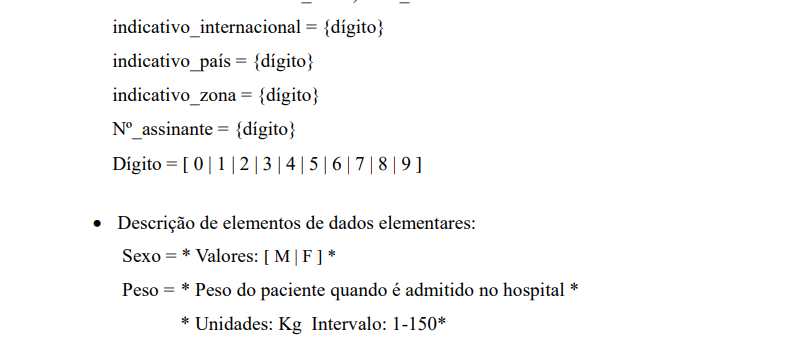 indicativo_internacional = {dígito}
indicativo_país = {dígito}
indicativo_zona = {dígito}
Nº_assinante = {dígito}
Dígito = [ 0 | 1 | 2 | 3 | 4 | 5 | 6 | 7 | 8 | 9 ]
• Descrição de elementos de dados elementares:
Sexo = * Valores: [ M | F ] *
Peso = * Peso do paciente quando é admitido no hospital *
* Unidades: Kg Intervalo: 1-150*